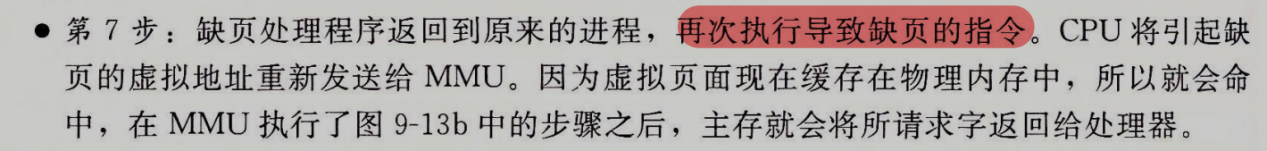 ● 第 7 步：缺页处理程序返回到原来的进程，再次执行导致缺页的指令。CPU 将引起缺
页的虚拟地址重新发送给 MMU。因为虚拟页面现在缓存在物理内存中，所以就会命
中，在 MMU 执行了图 9-13b 中的步骤之后，主存就会将所请求字返回给处理器。